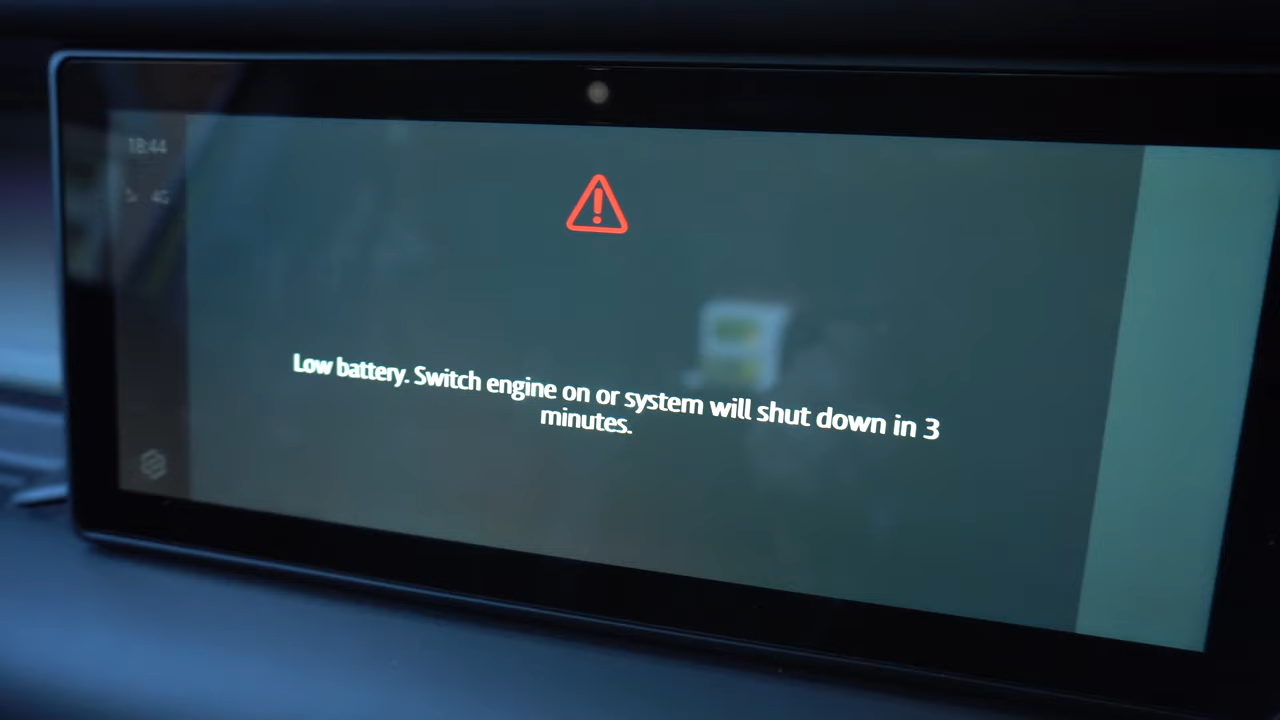 18:44
4G
Low battery. Switch engine on or system will shut down in 3
minutes.